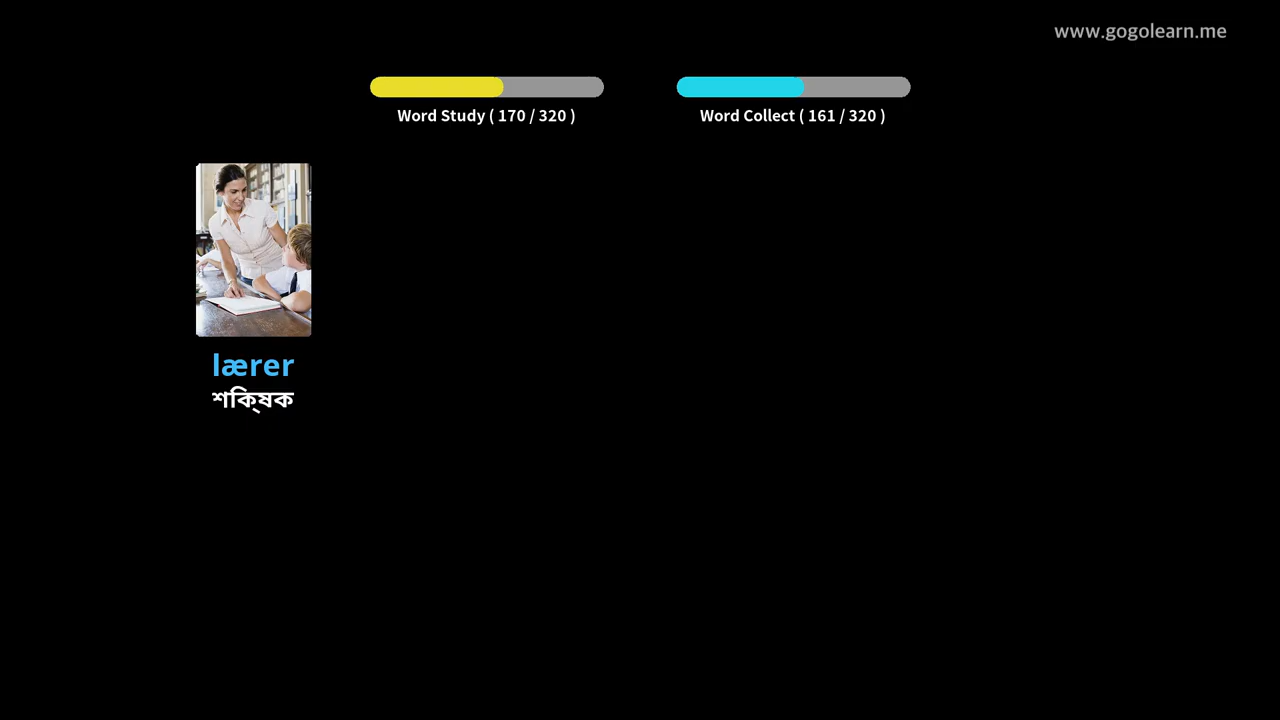 www.gogolearn.me
Word Study ( 170 / 320 )
Word Collect ( 161 / 320 )
lærer
শিক্ষক